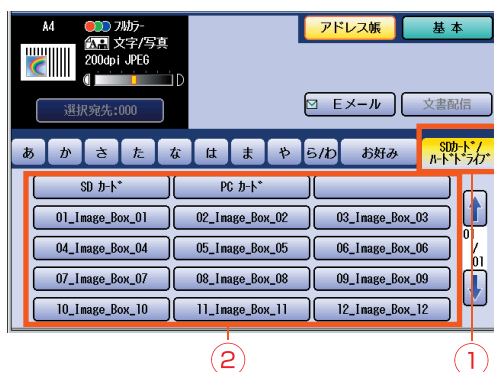 A4 フルカラー
文字/写真
200dpi JPEG
D
選択宛先:000
アドレス帳 基本
Eメール 文書配信
あ か さ た な は ま や ら/わ お好み SDカード/
ハードドライブ
SD カード PC カード
01_Image_Box_01 02_Image_Box_02 03_Image_Box_03
04_Image_Box_04 05_Image_Box_05 06_Image_Box_06
07_Image_Box_07 08_Image_Box_08 09_Image_Box_09
10_Image_Box_10 11_Image_Box_11 12_Image_Box_12
01
/
01
② ①